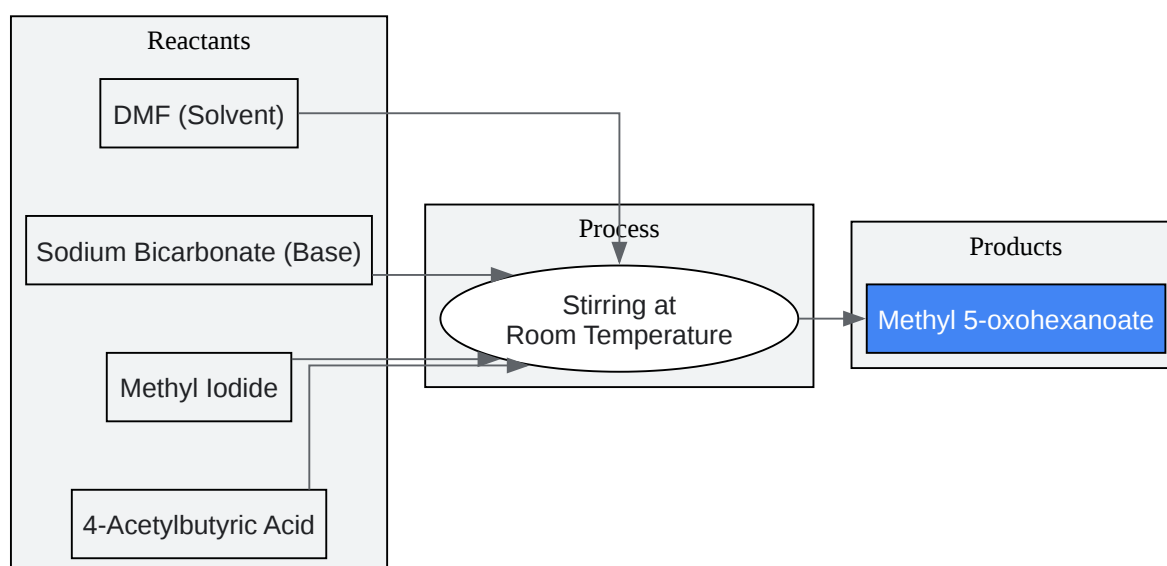 Reactants
DMF (Solvent)
Sodium Bicarbonate (Base)
Methyl Iodide
4-Acetylbutyric Acid
Process
Stirring at
Room Temperature
Products
Methyl 5-oxohexanoate